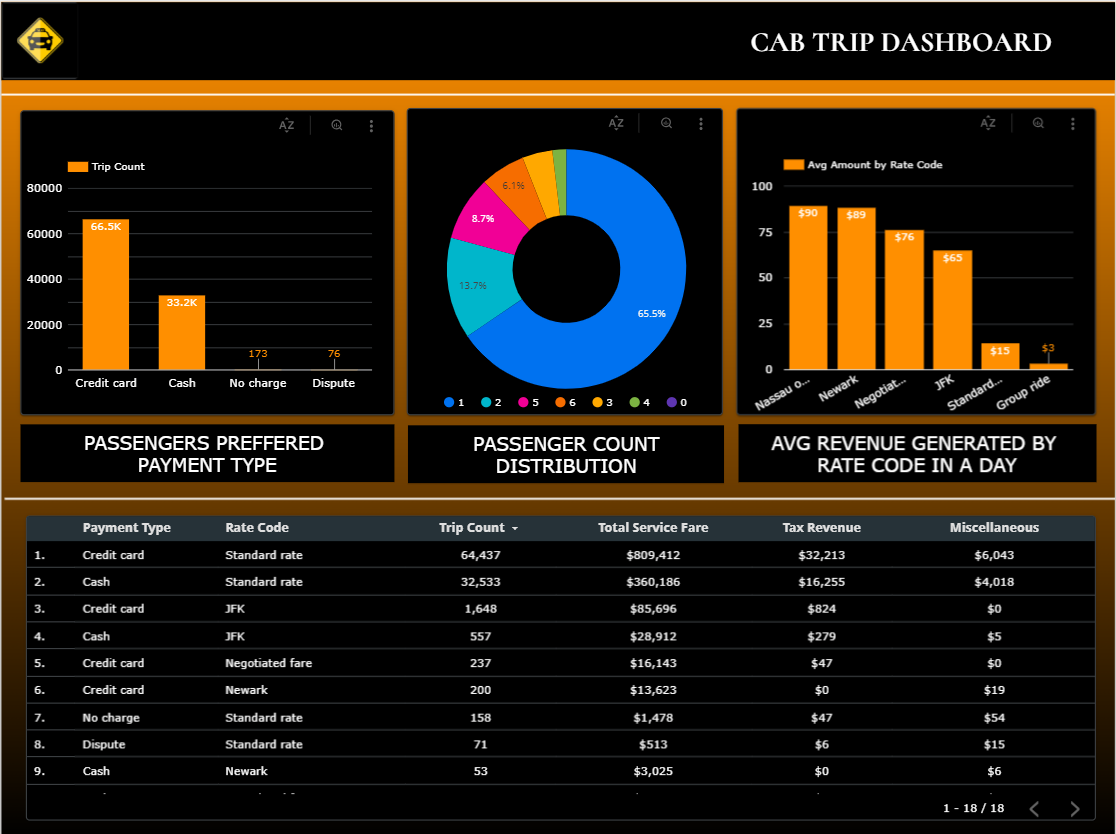 CAB TRIP DASHBOARD
Trip Count
80000
60000
40000
20000
0
66.5K
33.2K
173
76
Credit card Cash No charge Dispute
PASSENGERS PREFFERED
PAYMENT TYPE
6.1%
8.7%
13.7%
65.5%
1 2 5 6 3 4 0
PASSENGER COUNT
DISTRIBUTION
Avg Amount by Rate Code
100
75
50
25
0
$90
$89
$76
$65
$15
$3
Nassau o... Newark Negotiat... JFK Standard... Group ride
AVG REVENUE GENERATED BY
RATE CODE IN A DAY
Payment Type Rate Code Trip Count Total Service Fare Tax Revenue Miscellaneous
1. Credit card Standard rate 64,437 $809,412 $32,213 $6,043
2. Cash Standard rate 32,533 $360,186 $16,255 $4,018
3. Credit card JFK 1,648 $85,696 $824 $0
4. Cash JFK 557 $28,912 $279 $5
5. Credit card Negotiated fare 237 $16,143 $47 $0
6. Credit card Newark 200 $13,623 $0 $19
7. No charge Standard rate 158 $1,478 $47 $54
8. Dispute Standard rate 71 $513 $6 $15
9. Cash Newark 53 $3,025 $0 $6
1 - 18 / 18